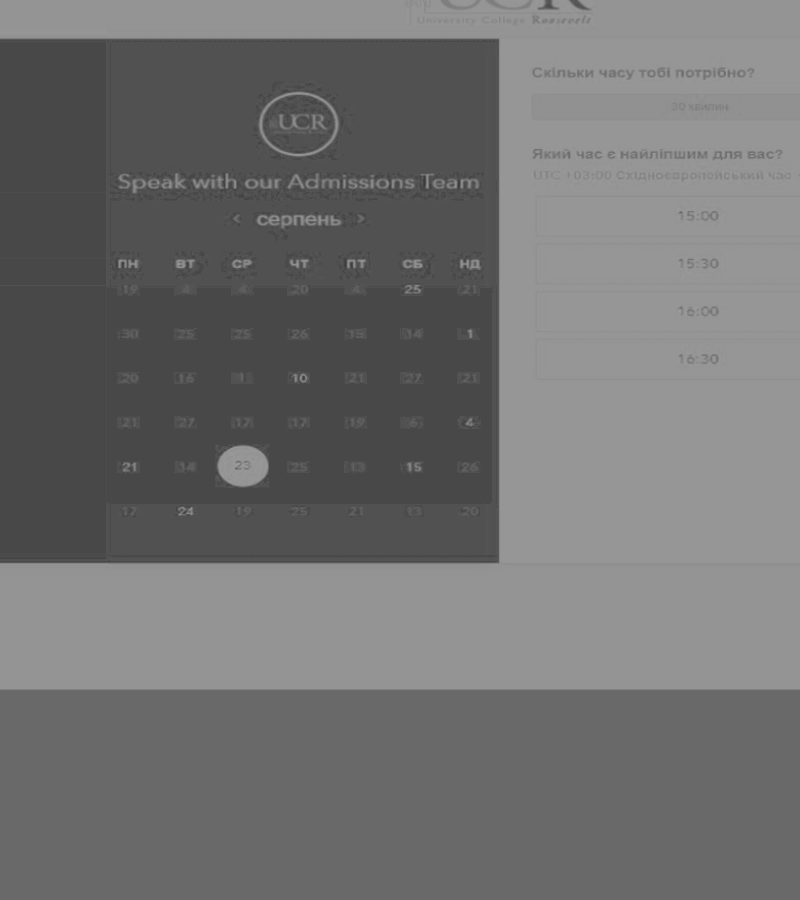 UCR
University College Roosevelt
UCR
Speak with our Admissions Team
< серпень >
ПН ВТ СР ЧТ ПТ СБ НД
19 4 4 20 4 25 21
30 25 25 26 15 14 1
20 16 1 10 21 27 21
21 27 17 17 19 6 4
21 14 23 25 13 15 26
17 24 19 25 21 13 20
Скільки часу тобі потрібно?
30 хвилин
Який час є найліпшим для вас?
UTC +03:00 Східноєвропейський час
15:00
15:30
16:00
16:30